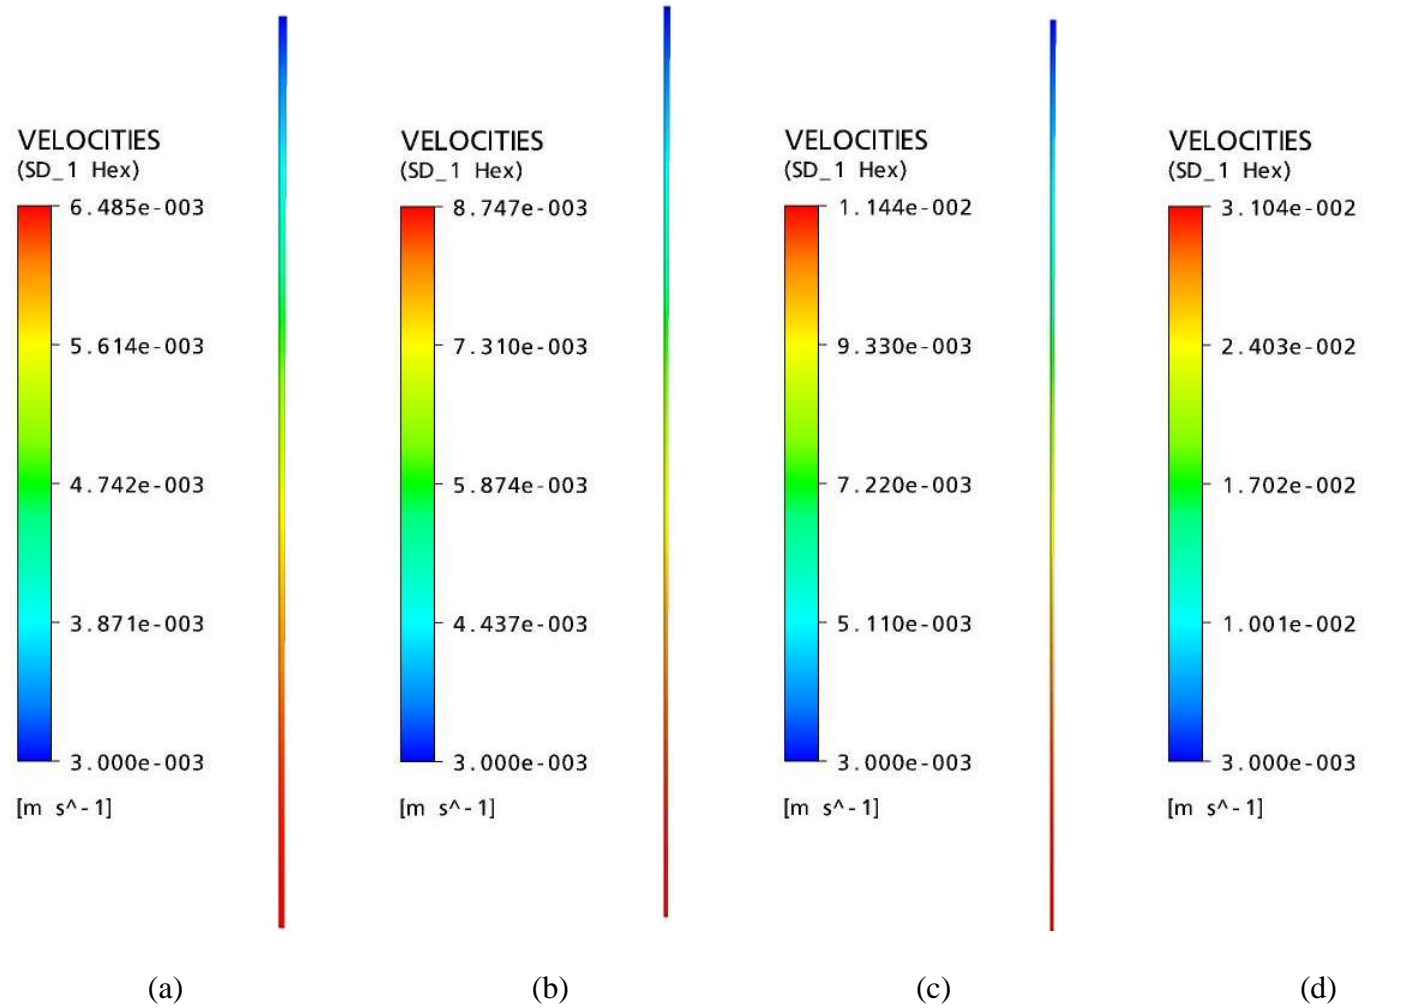 VELOCITIES
(SD_1 Hex)
6.485e-003
5.614e-003
4.742e-003
3.871e-003
3.000e-003
[m s^-1]
(a)
VELOCITIES
(SD_1 Hex)
8.747e-003
7.310e-003
5.874e-003
4.437e-003
3.000e-003
[m s^-1]
(b)
VELOCITIES
(SD_1 Hex)
1.144e-002
9.330e-003
7.220e-003
5.110e-003
3.000e-003
[m s^-1]
(c)
VELOCITIES
(SD_1 Hex)
3.104e-002
2.403e-002
1.702e-002
1.001e-002
3.000e-003
[m s^-1]
(d)